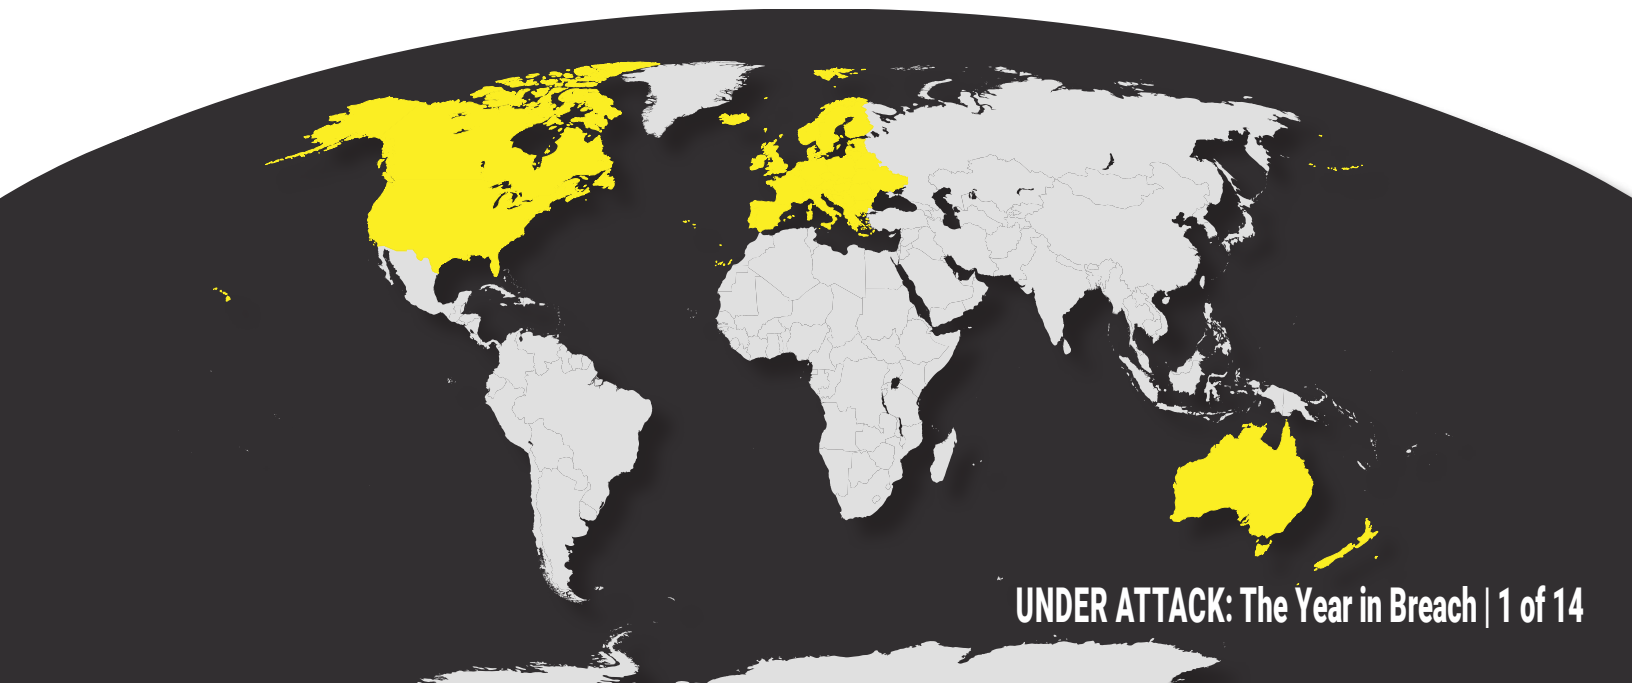 UNDER ATTACK: The Year in Breach | 1 of 14